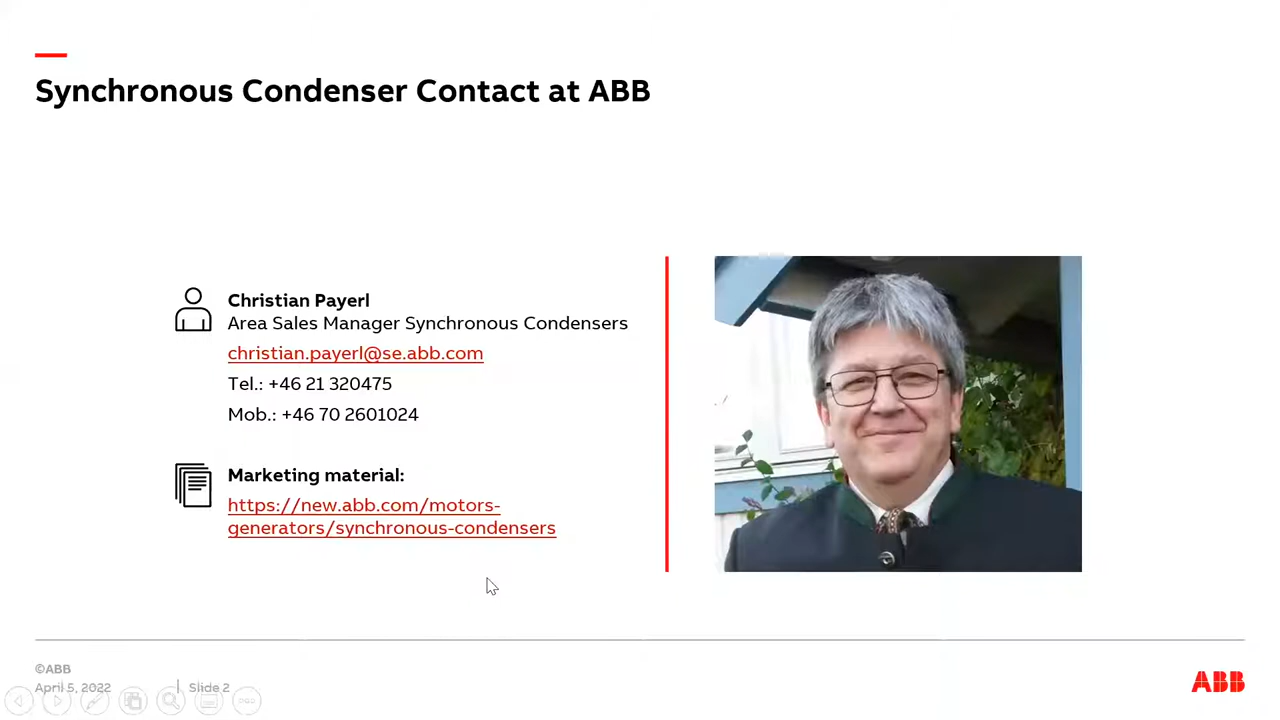 Synchronous Condenser Contact at ABB
Christian Payerl
Area Sales Manager Synchronous Condensers
christian.payerl@se.abb.com
Tel.: +46 21 320475
Mob.: +46 70 2601024
Marketing material:
https://new.abb.com/motors-
generators/synchronous-condensers
©ABB
April 5, 2022 | Slide 2
ABB